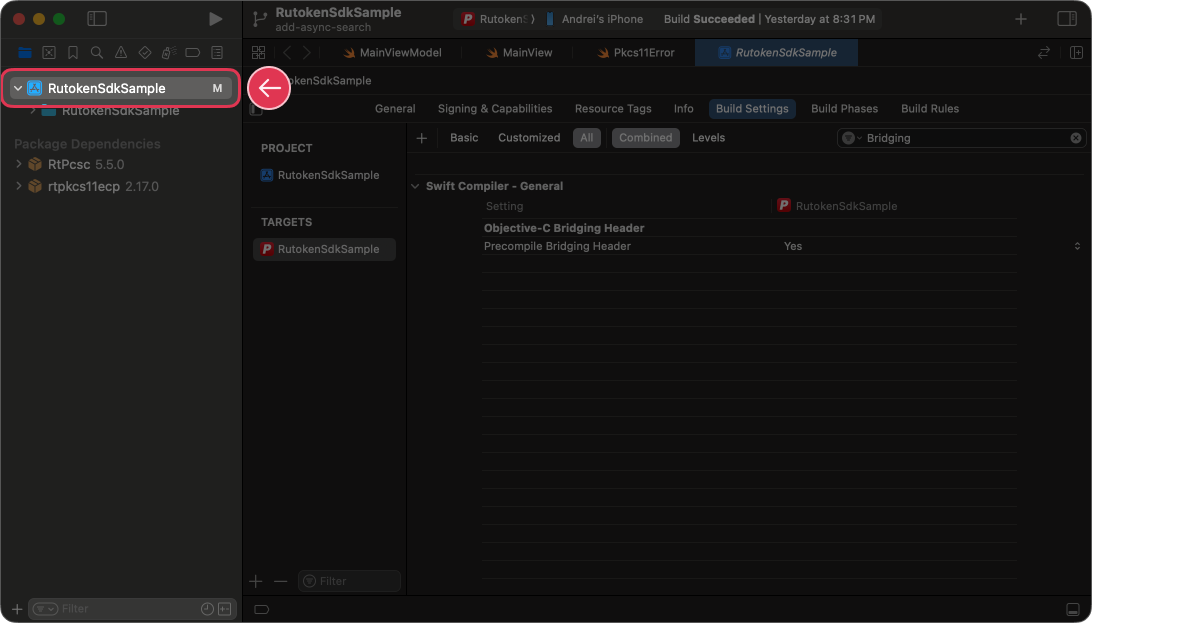 RutokenSdkSample
add-async-search
RutokenS
Andrei's iPhone
Build Succeeded | Yesterday at 8:31 PM
MainViewModel
MainView
Pkcs11Error
RutokenSdkSample
RutokenSdkSample M
RutokenSdkSample
Package Dependencies
RtPcsc 5.5.0
rtpkcs11ecp 2.17.0
Filter
okenSdkSample
General Signing & Capabilities Resource Tags Info Build Settings Build Phases Build Rules
PROJECT
RutokenSdkSample
TARGETS
RutokenSdkSample
Filter
Basic Customized All Combined Levels
Bridging
Swift Compiler - General
Setting RutokenSdkSample
Objective-C Bridging Header
Precompile Bridging Header Yes